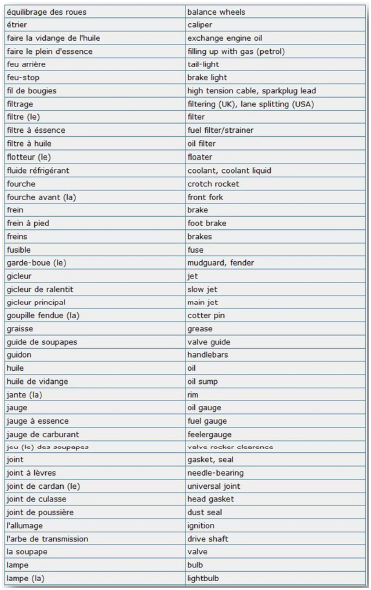 équilibrage des roues balance wheels
étrier caliper
faire la vidange de l'huile exchange engine oil
faire le plein d'essence filling up with gas (petrol)
feu arrière tail-light
feu-stop brake light
fil de bougies high tension cable, sparkplug lead
filtrage filtering (UK), lane splitting (USA)
filtre (le) filter
filtre à éssence fuel filter/strainer
filtre à huile oil filter
flotteur (le) floater
fluide réfrigérant coolant, coolant liquid
fourche crotch rocket
fourche avant (la) front fork
frein brake
frein à pied foot brake
freins brakes
fusible fuse
garde-boue (le) mudguard, fender
gicleur jet
gicleur de ralentit slow jet
gicleur principal main jet
goupille fendue (la) cotter pin
graisse grease
guide de soupapes valve guide
guidon handlebars
huile oil
huile de vidange oil sump
jante (la) rim
jauge oil gauge
jauge à essence fuel gauge
jauge de carburant feelergauge
jeu (le) des soupapes valve rocker clearence
joint gasket, seal
joint à lèvres needle-bearing
joint de cardan (le) universal joint
joint de culasse head gasket
joint de poussière dust seal
l'allumage ignition
l'arbe de transmission drive shaft
la soupape valve
lampe bulb
lampe (la) lightbulb